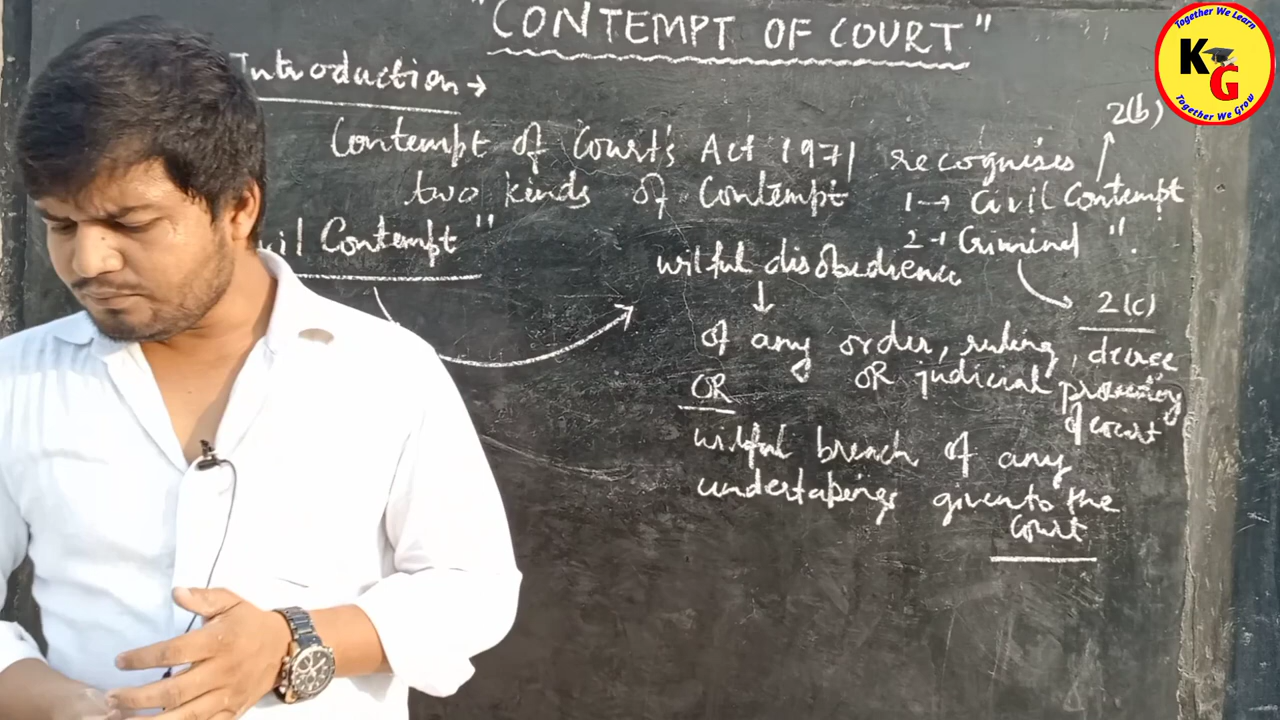 "CONTEMPT OF COURT"
Introduction →
Contempt of Court's Act 1971 recognises
two kinds of Contempt 1 → Civil Contempt
2(b)
2 → Criminal ".
2(c)
vil Contempt"
wilful disobedience
of any order, ruling, decree
OR judicial proceeding
of court
OR
wilful breach of any
undertakings given to the
Court
Together We Learn
KG
Together We Grow